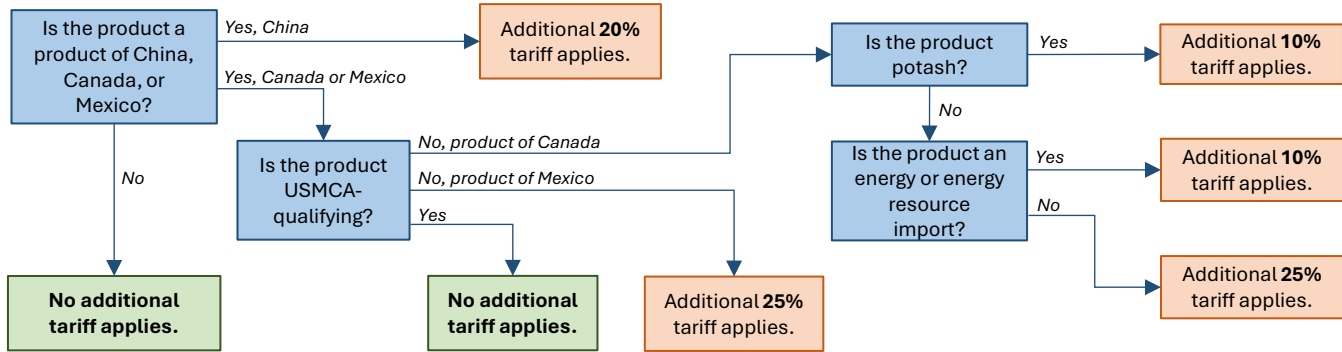 Is the product a
product of China,
Canada, or
Mexico?
Yes, China
Additional 20%
tariff applies.
Yes, Canada or Mexico
No
No additional
tariff applies.
Is the product
USMCA-
qualifying?
No, product of Canada
No, product of Mexico
Yes
No additional
tariff applies.
Additional 25%
tariff applies.
Is the product
potash?
Yes
Additional 10%
tariff applies.
No
Is the product an
energy or energy
resource
import?
Yes
Additional 10%
tariff applies.
No
Additional 25%
tariff applies.